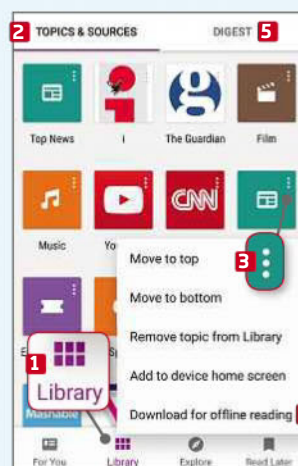 2 TOPICS & SOURCES
DIGEST 5
i
g
Top News
i
The Guardian
Film
CNN
Music
Move to top
3
Move to bottom
Remove topic from Library
1
Library
Add to device home screen
Mashable
Download for offline reading
For You
Library
Explore
Read Later